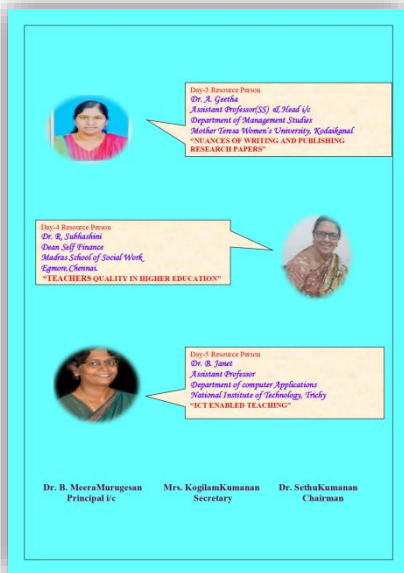 Day-3 Resource Person
Dr. A. Geetha
Assistant Professor(SS) & Head i/c
Department of Management Studies
Mother Teresa Women's University, Kodaikanal
"NUANCES OF WRITING AND PUBLISHING
RESEARCH PAPERS"
Day-4 Resource Person
Dr. R. Subhashini
Dean Self Finance
Madras School of Social Work
Egmore,Chennai.
"TEACHERS QUALITY IN HIGHER EDUCATION"
Day-5 Resource Person
Dr. B. Janet
Assistant Professor
Department of computer Applications
National Institute of Technology, Trichy
"ICT ENABLED TEACHING"
Dr. B. MeeraMurugesan Mrs. KogilamKumanan Dr. SethuKumanan
Principal i/c Secretary Chairman